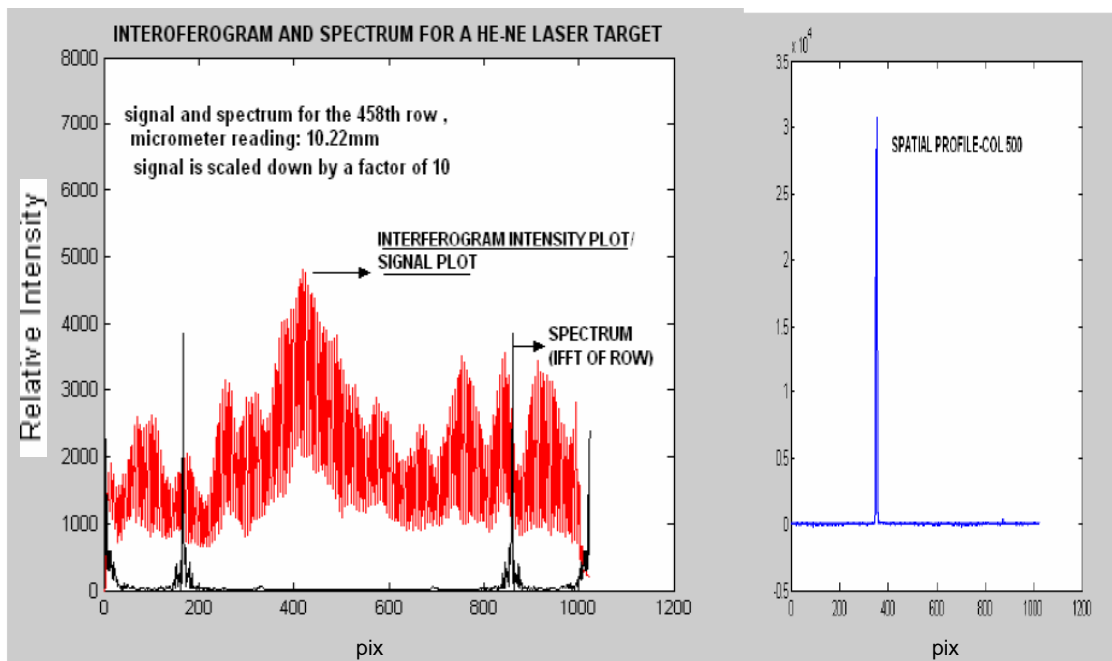 INTEROFEROGRAM AND SPECTRUM FOR A HE-NE LASER TARGET
8000
7000
6000
5000
4000
3000
2000
1000
0
Relative Intensity
signal and spectrum for the 458th row ,
micrometer reading: 10.22mm
signal is scaled down by a factor of 10
INTERFEROGRAM INTENSITY PLOT/
SIGNAL PLOT
SPECTRUM
(IFFT OF ROW)
0 200 400 600 800 1000 1200
pix
x 10^4
3.5
3
2.5
2
1.5
1
0.5
0
-0.5
SPATIAL PROFILE-COL 500
0 200 400 600 800 1000 1200
pix